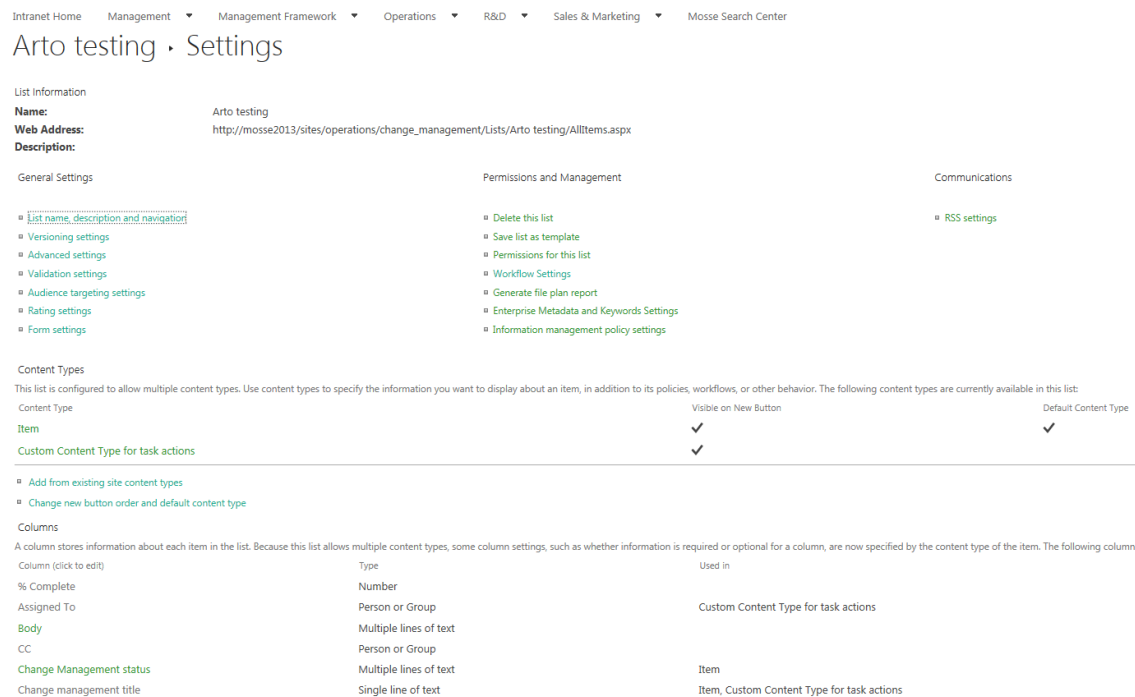 Intranet Home Management Management Framework Operations R&D Sales & Marketing Mosse Search Center
Arto testing ▸ Settings
List Information
Name: Arto testing
Web Address: http://mosse2013/sites/operations/change_management/Lists/Arto testing/AllItems.aspx
Description:
General Settings Permissions and Management Communications
List name, description and navigation Delete this list RSS settings
Versioning settings Save list as template
Advanced settings Permissions for this list
Validation settings Workflow Settings
Audience targeting settings Generate file plan report
Rating settings Enterprise Metadata and Keywords Settings
Form settings Information management policy settings
Content Types
This list is configured to allow multiple content types. Use content types to specify the information you want to display about an item, in addition to its policies, workflows, or other behavior. The following content types are currently available in this list:
Content Type Visible on New Button Default Content Type
Item
Custom Content Type for task actions
Add from existing site content types
Change new button order and default content type
Columns
A column stores information about each item in the list. Because this list allows multiple content types, some column settings, such as whether information is required or optional for a column, are now specified by the content type of the item. The following column
Column (click to edit) Type Used in
% Complete Number
Assigned To Person or Group Custom Content Type for task actions
Body Multiple lines of text
CC Person or Group
Change Management status Multiple lines of text Item
Change management title Single line of text Item, Custom Content Type for task actions